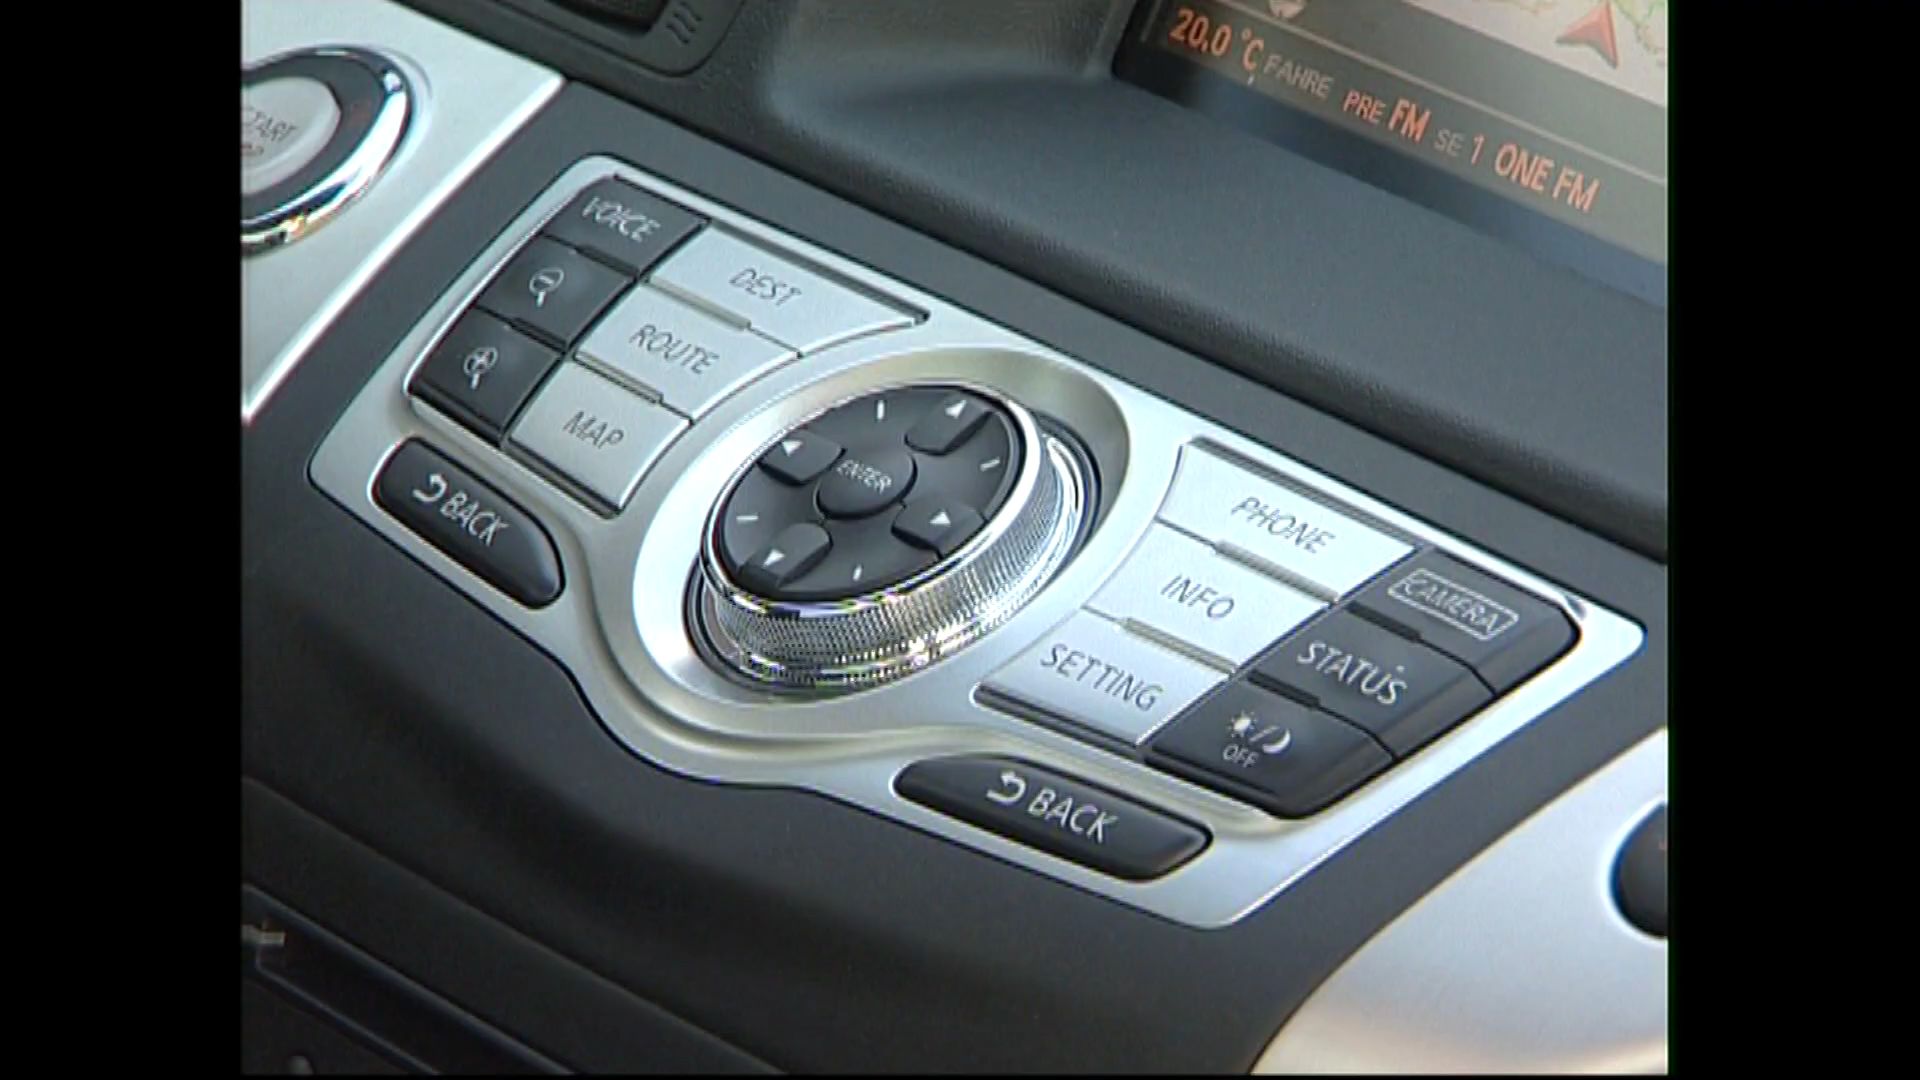 20.0 °C FAHRE PRE FM SE 1 ONE FM
START
VOICE
DEST
ROUTE
MAP
BACK
ENTER
PHONE
INFO
SETTING
CAMERA
STATUS
OFF
BACK